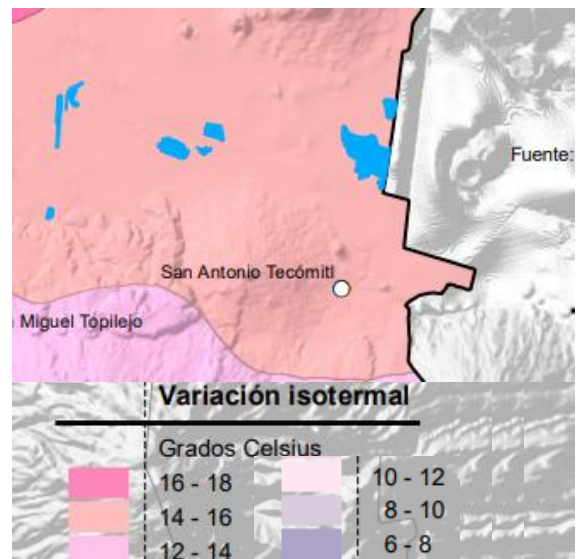 Fuente:
San Antonio Tecómitl
Miguel Topilejo
Variación isotermal
Grados Celsius
16 - 18
14 - 16
12 - 14
10 - 12
8 - 10
6 - 8